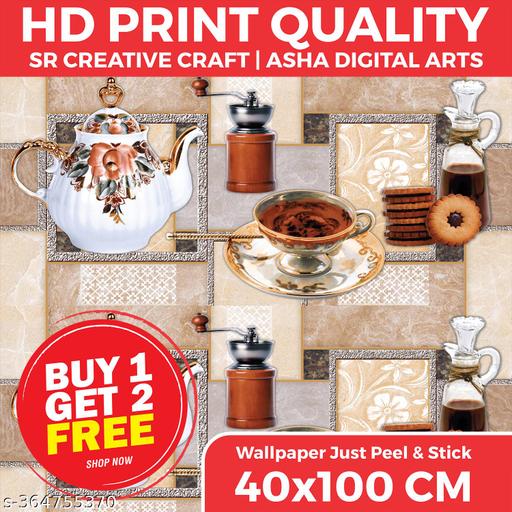 HD PRINT QUALITY
SR CREATIVE CRAFT | ASHA DIGITAL ARTS
BUY 1
GET 2
FREE
SHOP NOW
Wallpaper Just Peel & Stick
40x100 CM
s-364755370